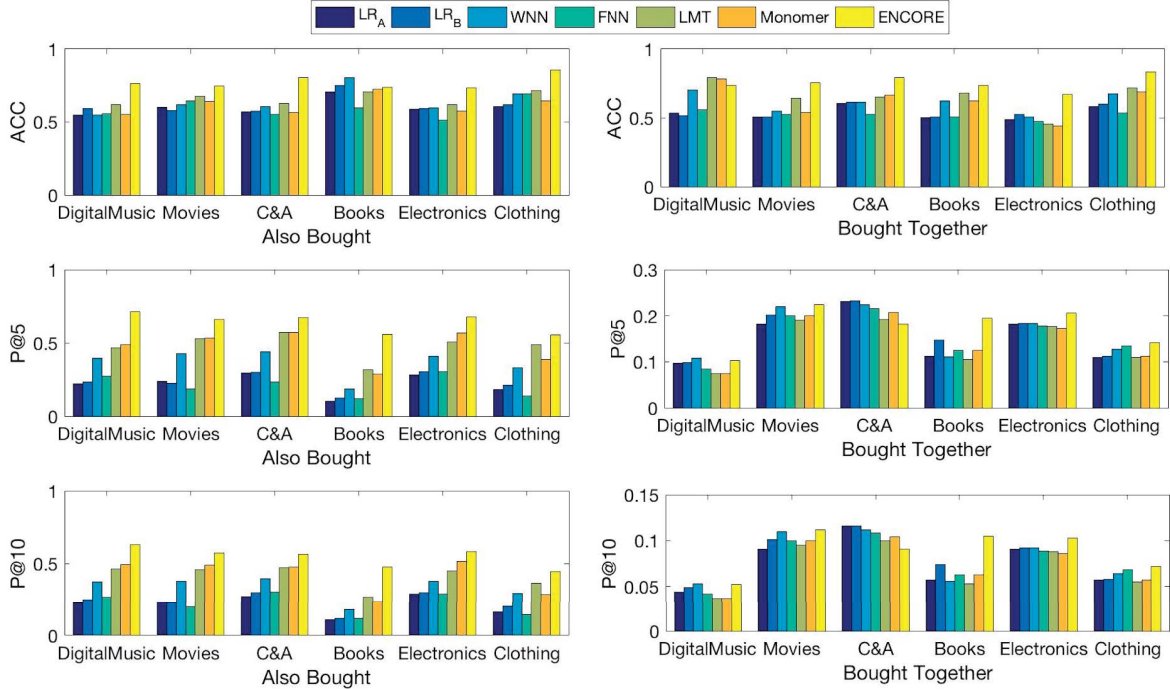 LR_A LR_B WNN FNN LMT Monomer ENCORE
1
0.5
0
ACC
DigitalMusic Movies C&A Books Electronics Clothing
Also Bought
1
0.5
0
ACC
DigitalMusic Movies C&A Books Electronics Clothing
Bought Together
1
0.5
0
P@5
DigitalMusic Movies C&A Books Electronics Clothing
Also Bought
0.3
0.2
0.1
0
P@5
DigitalMusic Movies C&A Books Electronics Clothing
Bought Together
1
0.5
0
P@10
DigitalMusic Movies C&A Books Electronics Clothing
Also Bought
0.15
0.1
0.05
0
P@10
DigitalMusic Movies C&A Books Electronics Clothing
Bought Together